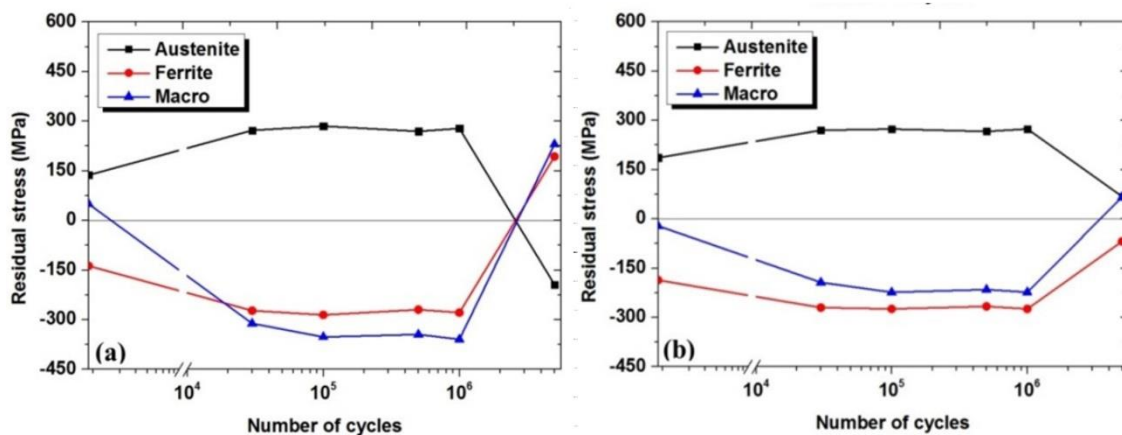 600
450
300
150
0
-150
-300
-450
Residual stress (MPa)
Austenite
Ferrite
Macro
(a)
10⁴
10⁵
10⁶
Number of cycles
600
450
300
150
0
-150
-300
-450
Residual stress (MPa)
Austenite
Ferrite
Macro
(b)
10⁴
10⁵
10⁶
Number of cycles